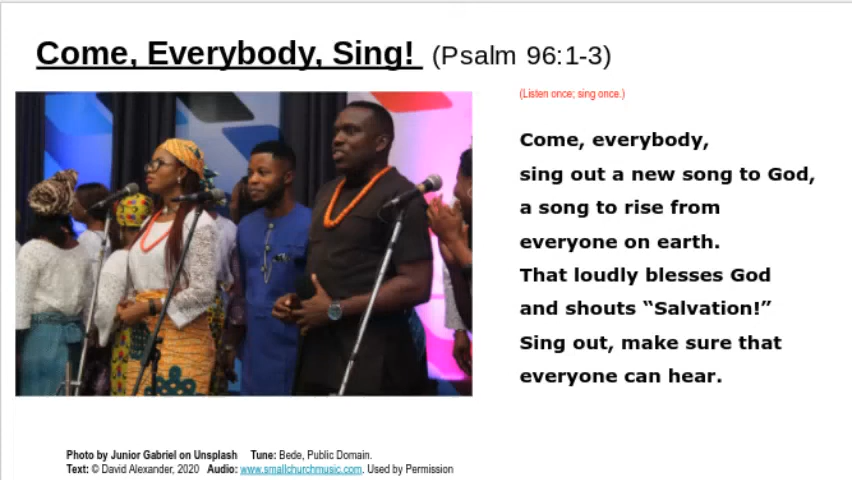 Come, Everybody, Sing! (Psalm 96:1-3)
(Listen once; sing once.)
Come, everybody,
sing out a new song to God,
a song to rise from
everyone on earth.
That loudly blesses God
and shouts “Salvation!”
Sing out, make sure that
everyone can hear.
Photo by Junior Gabriel on Unsplash Tune: Bede, Public Domain.
Text: © David Alexander, 2020 Audio: www.smallchurchmusic.com. Used by Permission